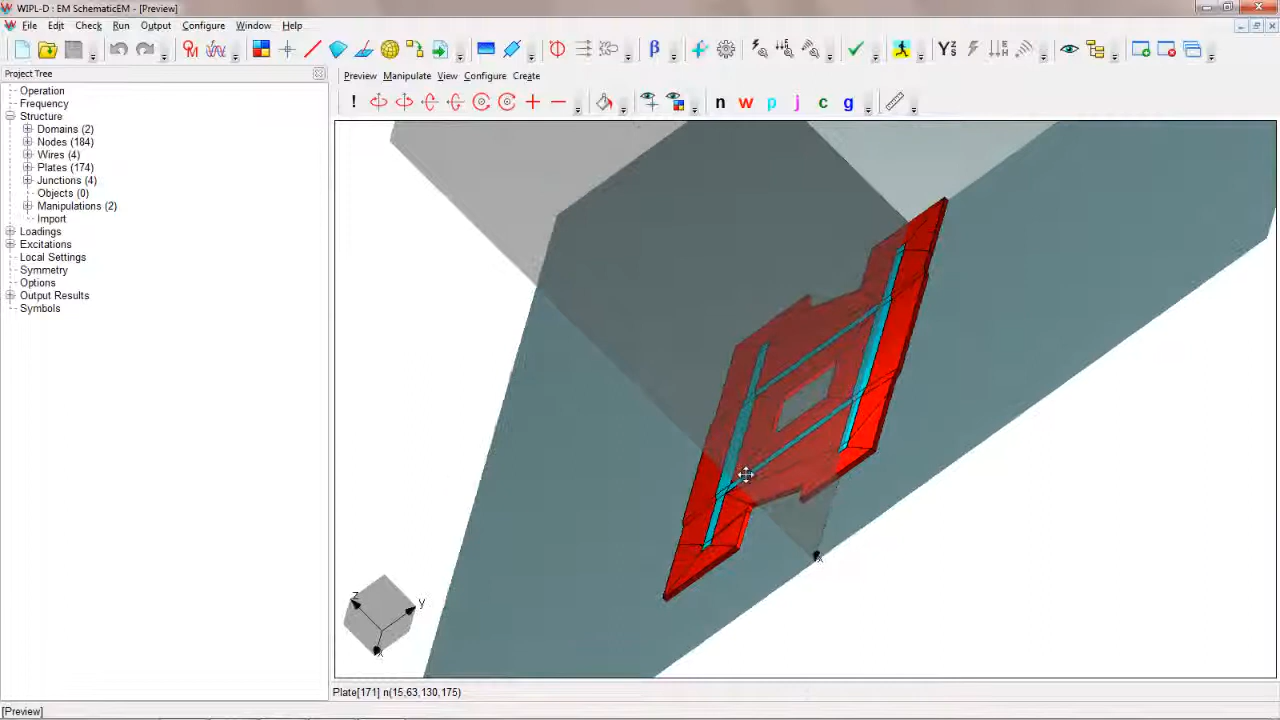 WIPL-D : EM SchematicEM - [Preview]
File Edit Check Run Output Configure Window Help
Project Tree
Operation
Frequency
Structure
Domains (2)
Nodes (184)
Wires (4)
Plates (174)
Junctions (4)
Objects (0)
Manipulations (2)
Import
Loadings
Excitations
Local Settings
Symmetry
Options
Output Results
Symbols
Preview Manipulate View Configure Create
! n w p j c g
x
z
y
x
Plate[171] n(15,63,130,175)
[Preview]